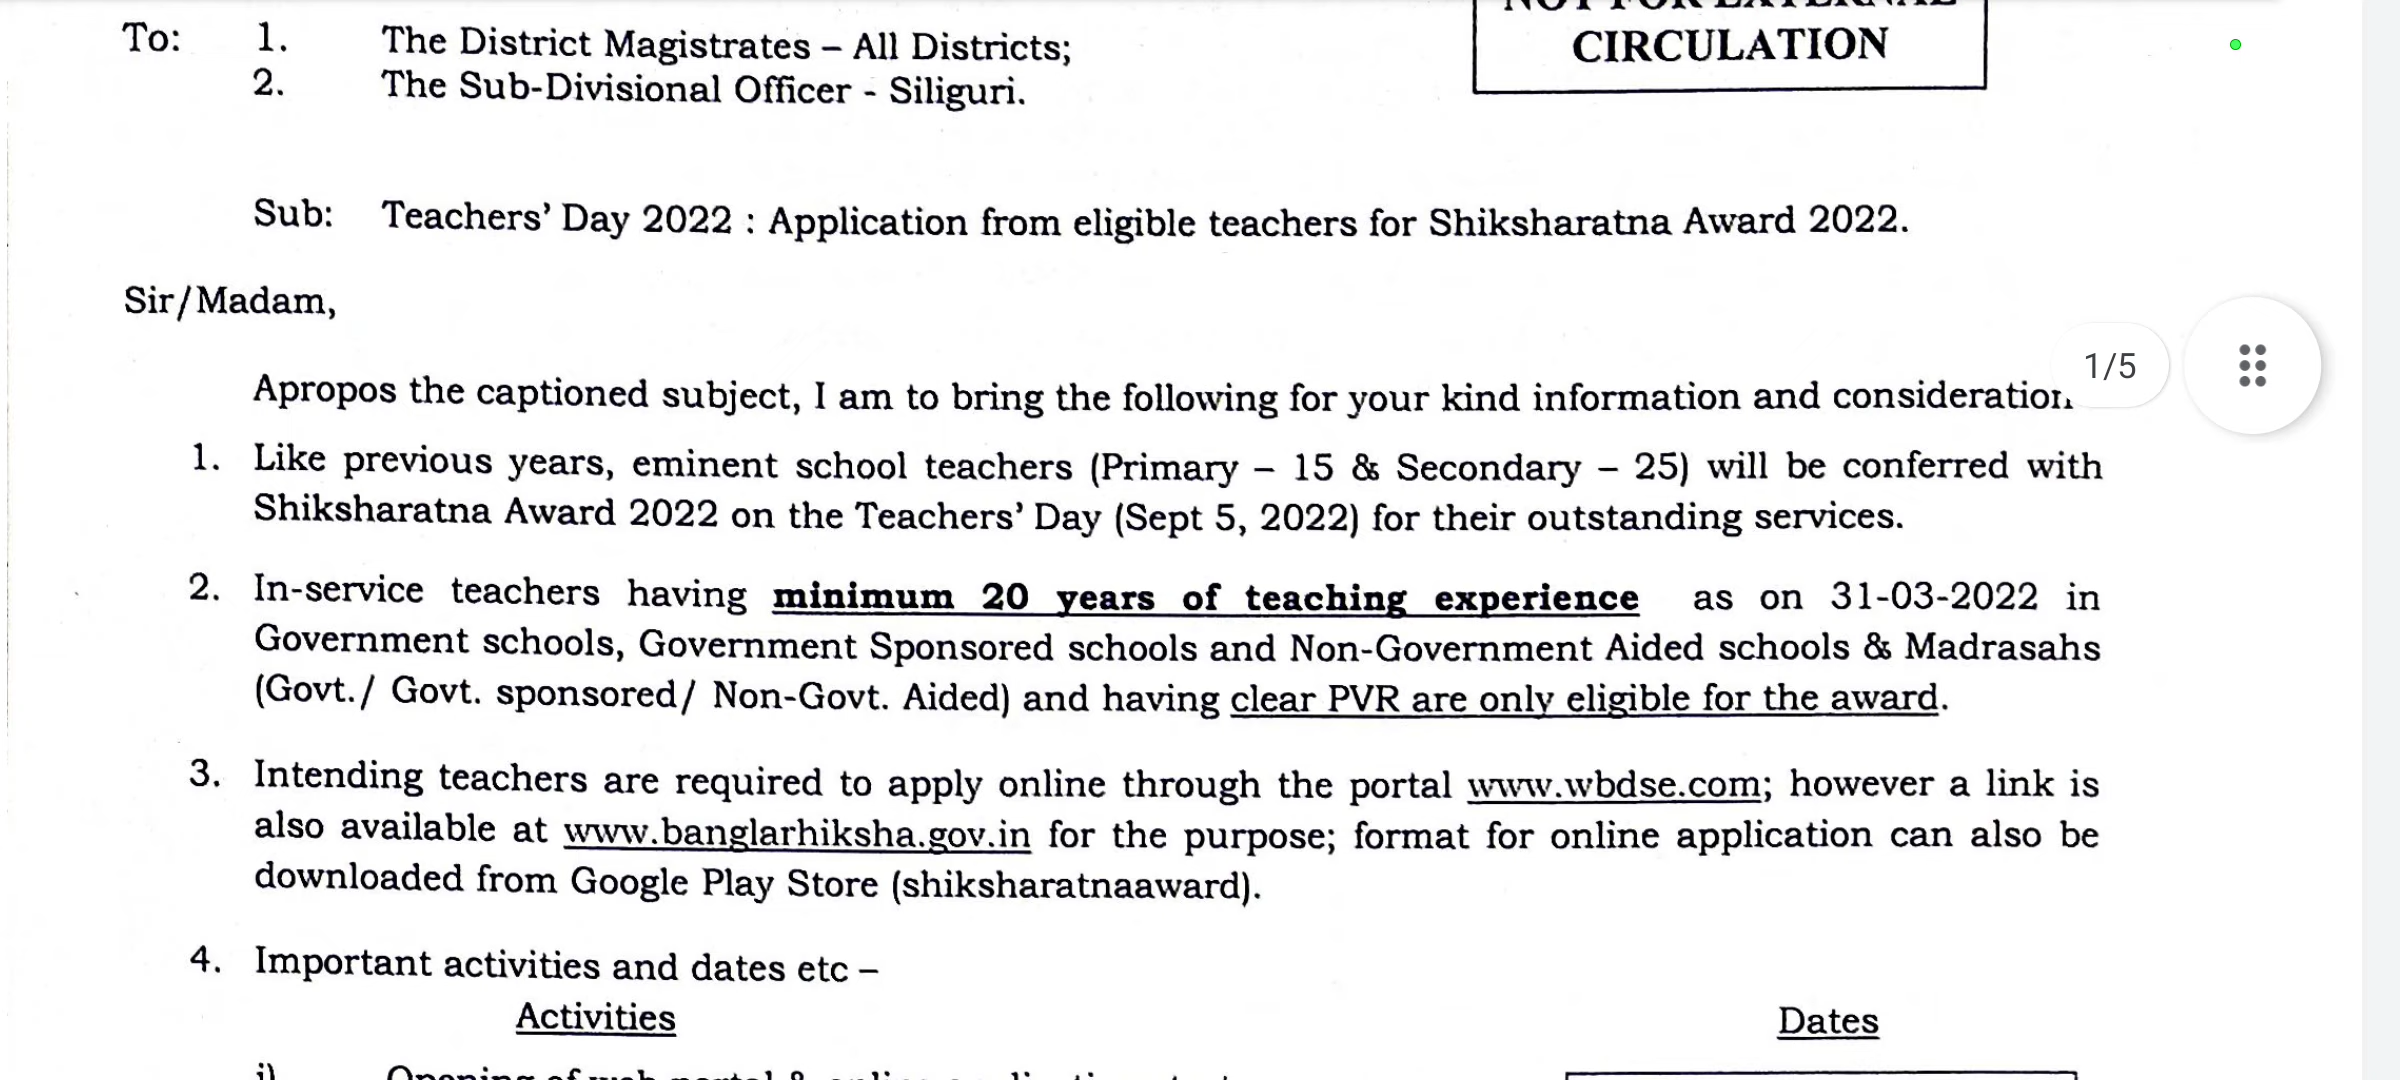 To: 1. The District Magistrates – All Districts;
2. The Sub-Divisional Officer - Siliguri.
NOT FOR EXTERNAL
CIRCULATION
Sub: Teachers’ Day 2022 : Application from eligible teachers for Shiksharatna Award 2022.
Sir/Madam,
Apropos the captioned subject, I am to bring the following for your kind information and consideration
1/5
1. Like previous years, eminent school teachers (Primary – 15 & Secondary – 25) will be conferred with
Shiksharatna Award 2022 on the Teachers’ Day (Sept 5, 2022) for their outstanding services.
2. In-service teachers having minimum 20 years of teaching experience as on 31-03-2022 in
Government schools, Government Sponsored schools and Non-Government Aided schools & Madrasahs
(Govt./ Govt. sponsored/ Non-Govt. Aided) and having clear PVR are only eligible for the award.
3. Intending teachers are required to apply online through the portal www.wbdse.com; however a link is
also available at www.banglarhiksha.gov.in for the purpose; format for online application can also be
downloaded from Google Play Store (shiksharatnaaward).
4. Important activities and dates etc –
Activities Dates
i) Opening of web portal & online